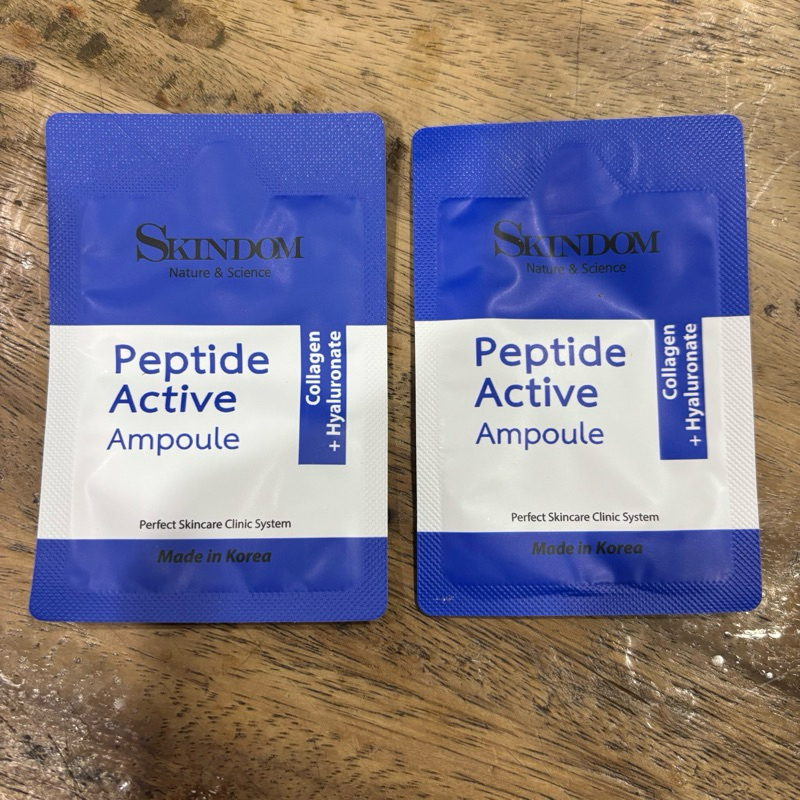 SKINDOM
Nature & Science
Peptide
Active
Ampoule
Collagen
+ Hyaluronate
Perfect Skincare Clinic System
Made in Korea
SKINDOM
Nature & Science
Peptide
Active
Ampoule
Collagen
+ Hyaluronate
Perfect Skincare Clinic System
Made in Korea